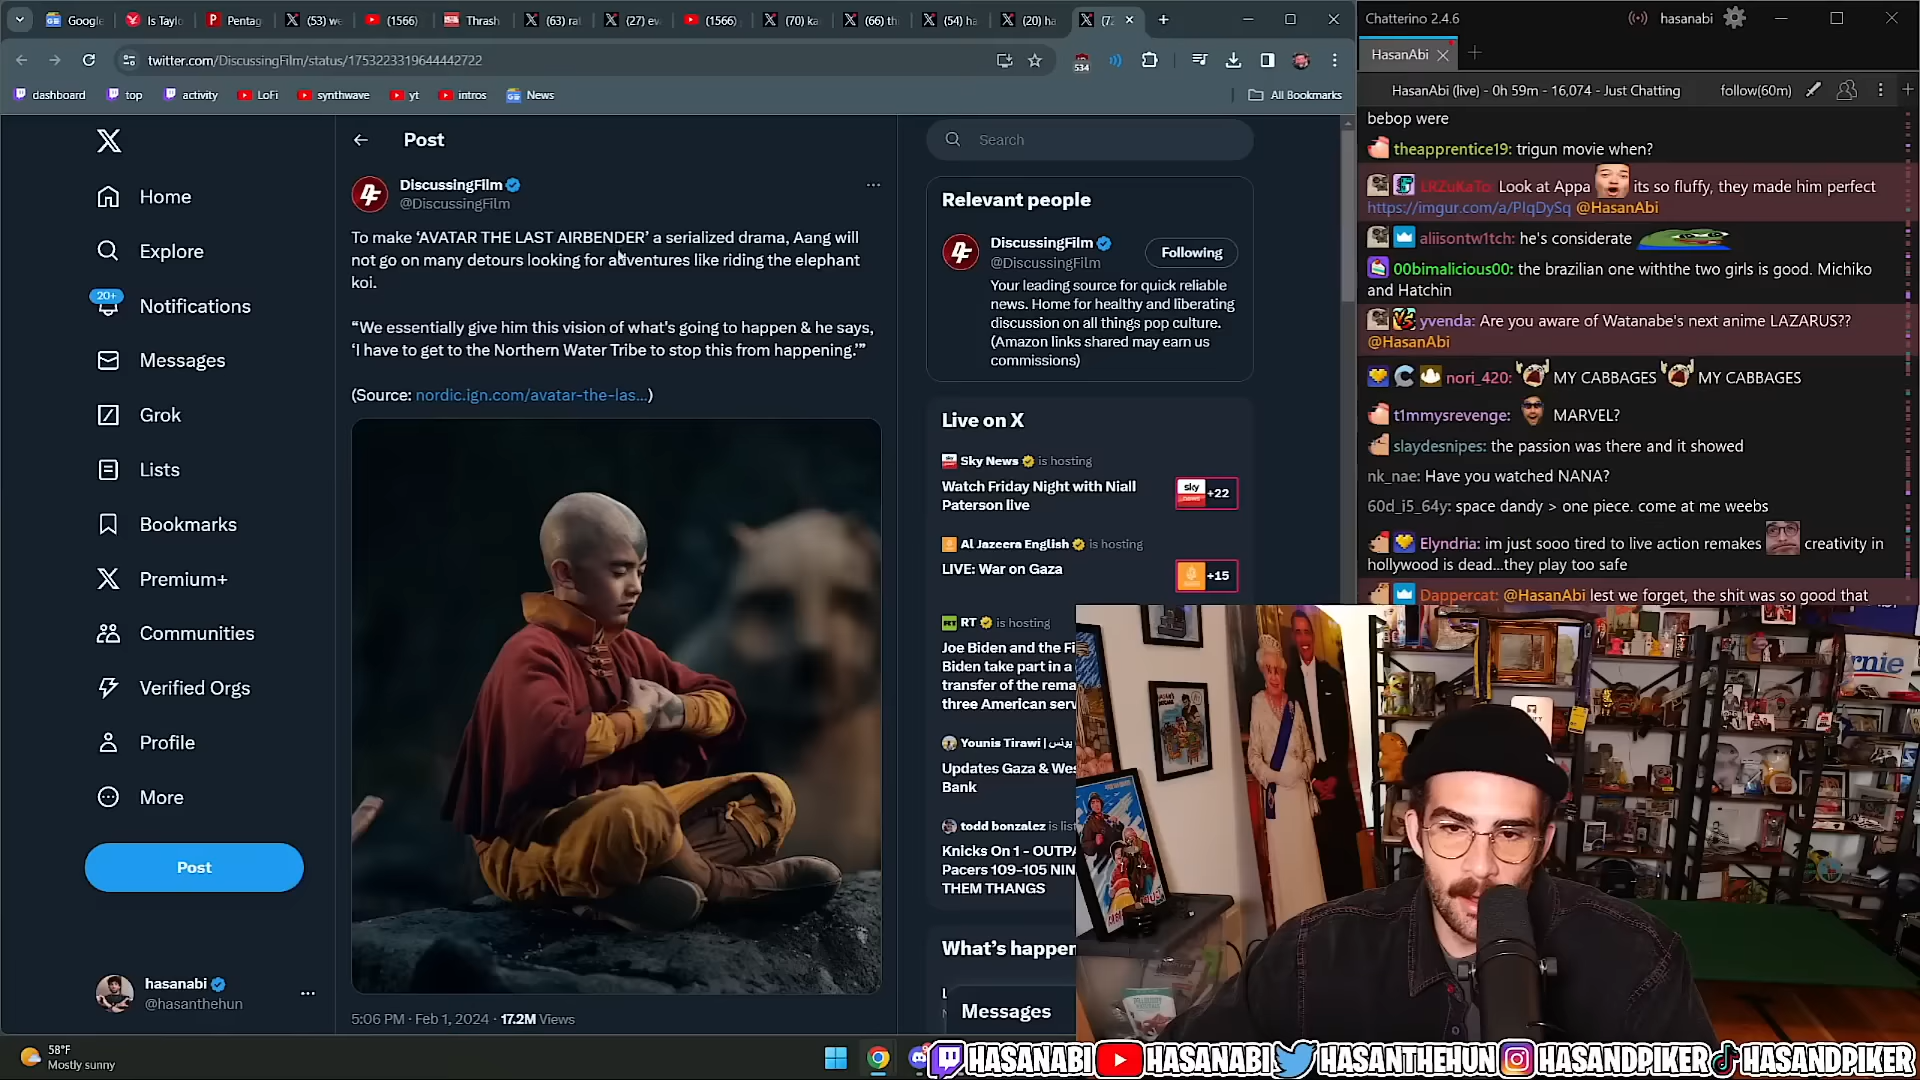 Google
Is Taylo
Pentag
(53) w
(1566)
Thrash
(63) ra
(27) ev
(1566)
(70) ka
(66) th
(54) ha
(20) ha
(72
twitter.com/DiscussingFilm/status/1753223319644442722
534
dashboard
top
activity
LoFi
synthwave
yt
intros
News
All Bookmarks
Home
Explore
20+
Notifications
Messages
Grok
Lists
Bookmarks
Premium+
Communities
Verified Orgs
Profile
More
Post
hasanabi
@hasanthehun
58°F
Mostly sunny
Post
DiscussingFilm
@DiscussingFilm
To make ‘AVATAR THE LAST AIRBENDER’ a serialized drama, Aang will
not go on many detours looking for adventures like riding the elephant
koi.
“We essentially give him this vision of what's going to happen & he says,
‘I have to get to the Northern Water Tribe to stop this from happening.’”
(Source: nordic.ign.com/avatar-the-las…)
5:06 PM · Feb 1, 2024 · 17.2M Views
Search
Relevant people
DiscussingFilm
@DiscussingFilm
Following
Your leading source for quick reliable
news. Home for healthy and liberating
discussion on all things pop culture.
(Amazon links shared may earn us
commissions)
Live on X
Sky News is hosting
Watch Friday Night with Niall
Paterson live
sky news
+22
Al Jazeera English is hosting
LIVE: War on Gaza
+15
RT is hosting
Joe Biden and the Fi
Biden take part in a
transfer of the rema
three American serv
Younis Tirawi | يونس
Updates Gaza & Wes
Bank
todd bonzalez is list
Knicks On 1 - OUTPA
Pacers 109-105 NIN
THEM THANGS
What’s happen
Messages
Chatterino 2.4.6
hasanabi
HasanAbi
HasanAbi (live) - 0h 59m - 16,074 - Just Chatting
follow(60m)
bebop were
theapprentice19: trigun movie when?
LRZuKaTo: Look at Appa its so fluffy, they made him perfect
https://imgur.com/a/PIqDySq @HasanAbi
aliisontw1tch: he's considerate
00bimalicious00: the brazilian one withthe two girls is good. Michiko
and Hatchin
yvenda: Are you aware of Watanabe's next anime LAZARUS??
@HasanAbi
nori_420: MY CABBAGES MY CABBAGES
t1mmysrevenge: MARVEL?
slaydesnipes: the passion was there and it showed
nk_nae: Have you watched NANA?
60d_i5_64y: space dandy > one piece. come at me weebs
Elyndria: im just sooo tired to live action remakes creativity in
hollywood is dead...they play too safe
Dappercat: @HasanAbi lest we forget, the shit was so good that
HASANABI HASANABI HASANTHEHUN HASANDPIKER HASANDPIKER